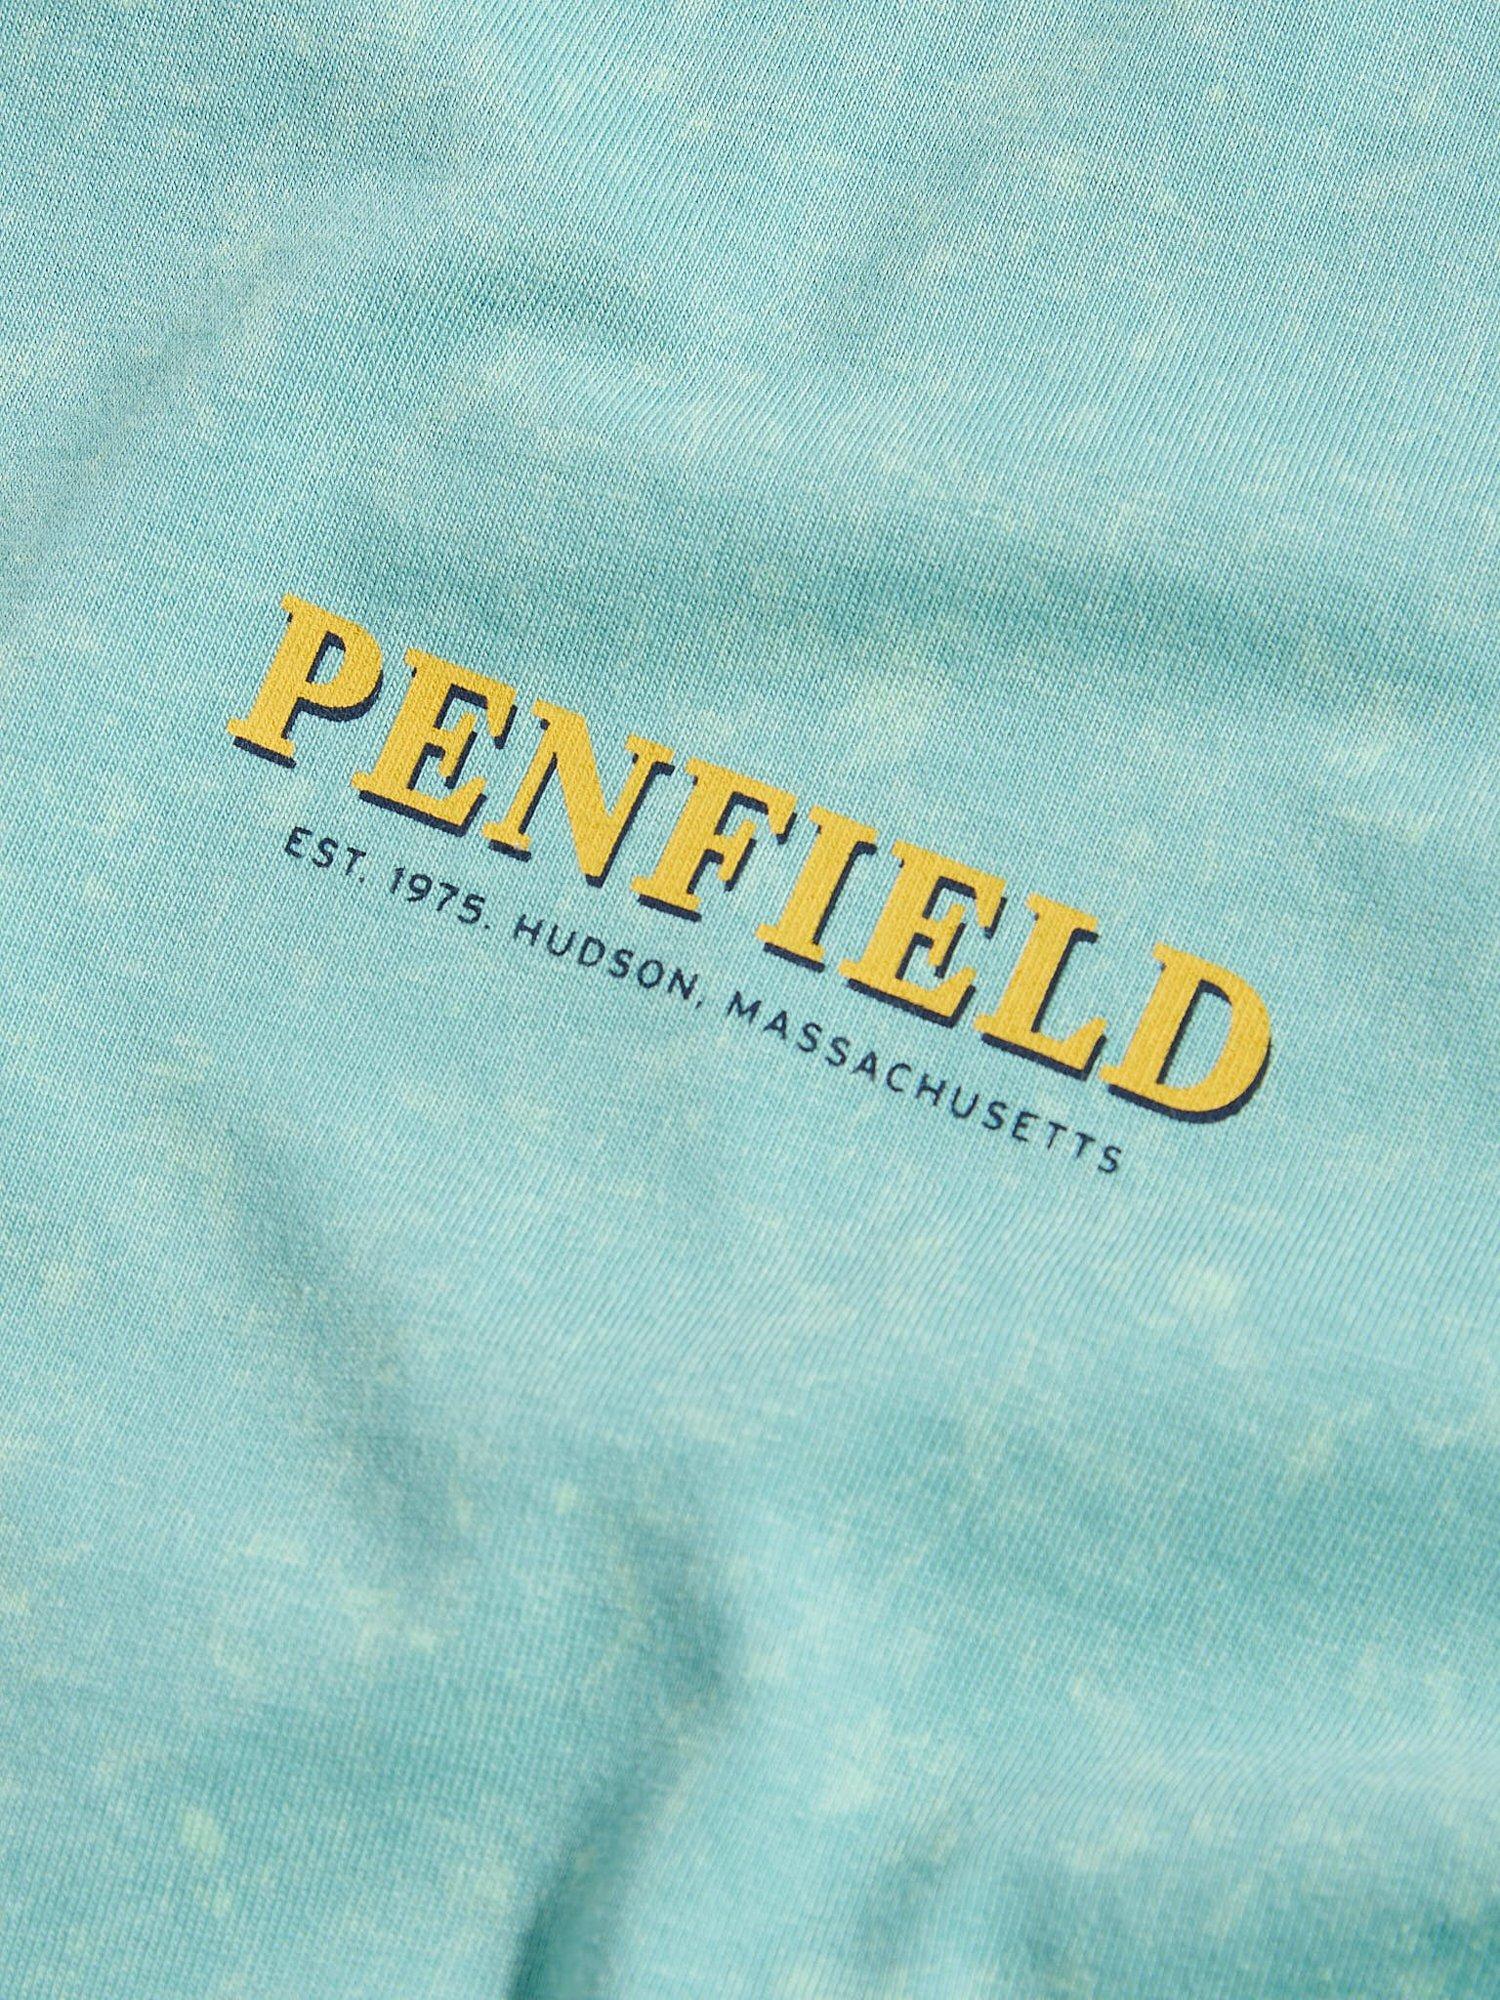 PENFIELD
EST. 1975. HUDSON, MASSACHUSETTS